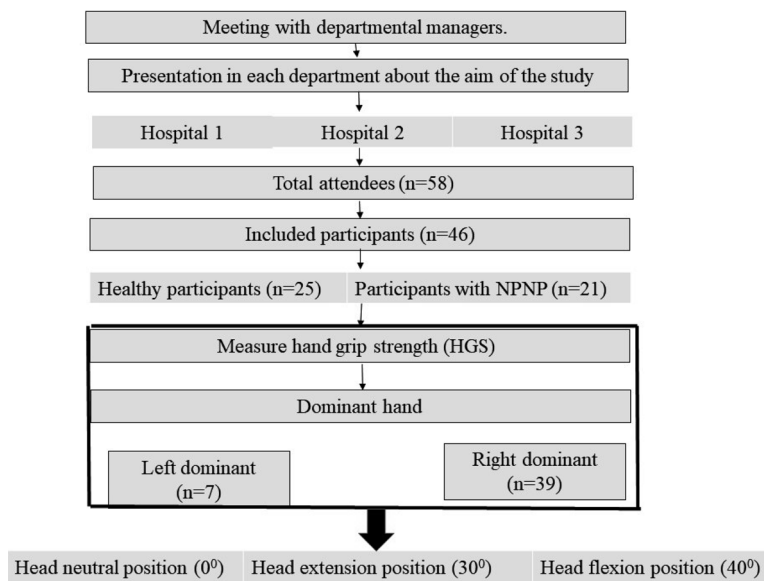 Meeting with departmental managers.
Presentation in each department about the aim of the study
Hospital 1 Hospital 2 Hospital 3
Total attendees (n=58)
Included participants (n=46)
Healthy participants (n=25) Participants with NPNP (n=21)
Measure hand grip strength (HGS)
Dominant hand
Left dominant
(n=7)
Right dominant
(n=39)
Head neutral position (0⁰) Head extension position (30⁰) Head flexion position (40⁰)